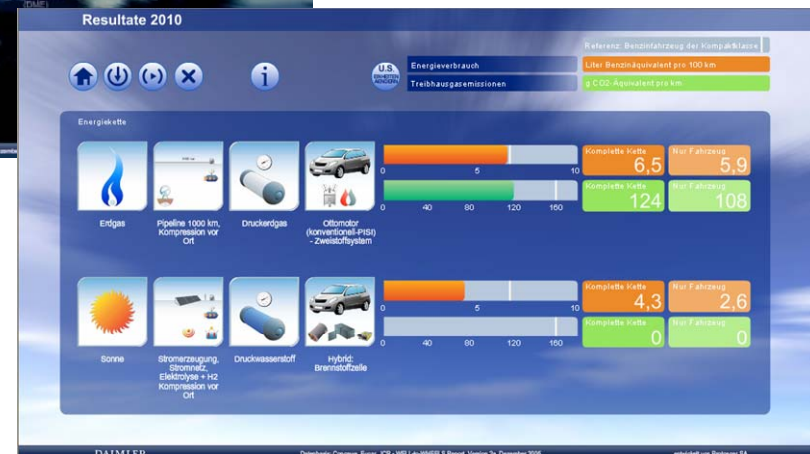 (DME)
Resultate 2010
Referenz: Benzinfahrzeug der Kompaktklasse
U.S.
Energieverbrauch
Liter Benzinäquivalent pro 100 km
Treibhausgasemissionen
g CO2-Äquivalent pro km
Energiekette
Komplette Kette
Nur Fahrzeug
6,5
5,9
0 5 10
Komplette Kette
Nur Fahrzeug
124
108
0 40 80 120 160
Erdgas
Pipeline 1000 km,
Kompression vor
Ort
Druckerdgas
Ottomotor
(konventionell-PISI)
- Zweistoffsystem
Komplette Kette
Nur Fahrzeug
4,3
2,6
0 5 10
Komplette Kette
Nur Fahrzeug
0
0
0 40 80 120 160
Sonne
Stromerzeugung,
Stromnetz,
Elektrolyse + H2
Kompression vor
Ort
Druckwasserstoff
Hybrid:
Brennstoffzelle
DAIMLER